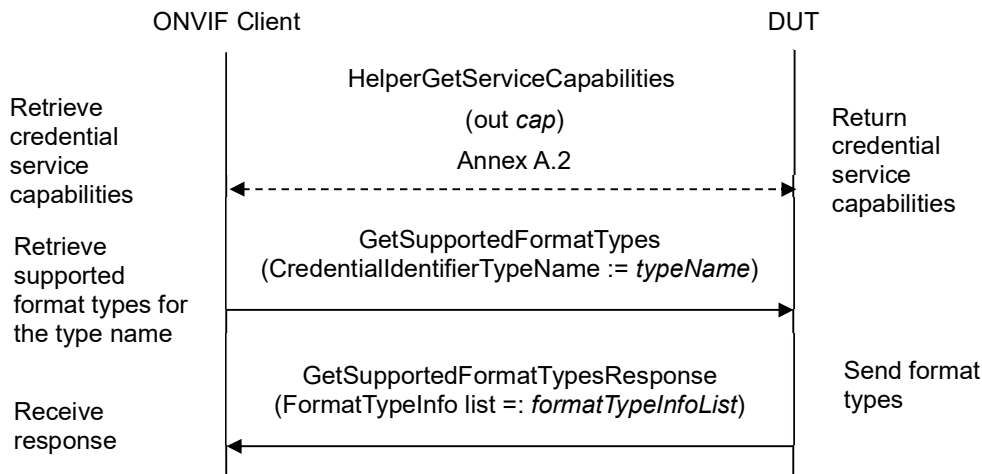 ONVIF Client
DUT
HelperGetServiceCapabilities
(out cap)
Annex A.2
Retrieve
credential
service
capabilities
Return
credential
service
capabilities
GetSupportedFormatTypes
(CredentialIdentifierTypeName := typeName)
Retrieve
supported
format types for
the type name
GetSupportedFormatTypesResponse
(FormatTypeInfo list =: formatTypeInfoList)
Send format
types
Receive
response